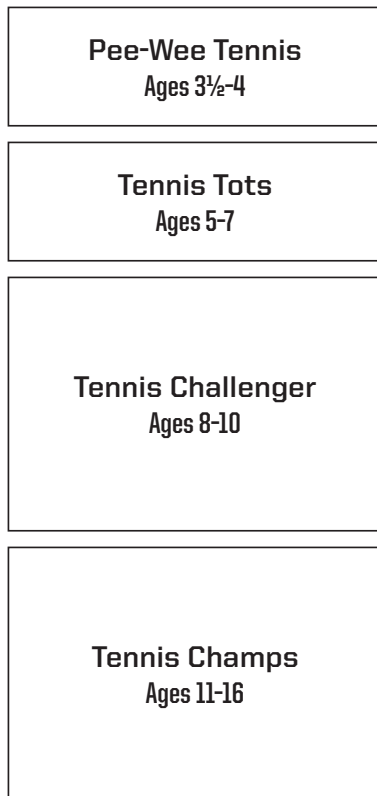 Pee-Wee Tennis
Ages 3½-4
Tennis Tots
Ages 5-7
Tennis Challenger
Ages 8-10
Tennis Champs
Ages 11-16